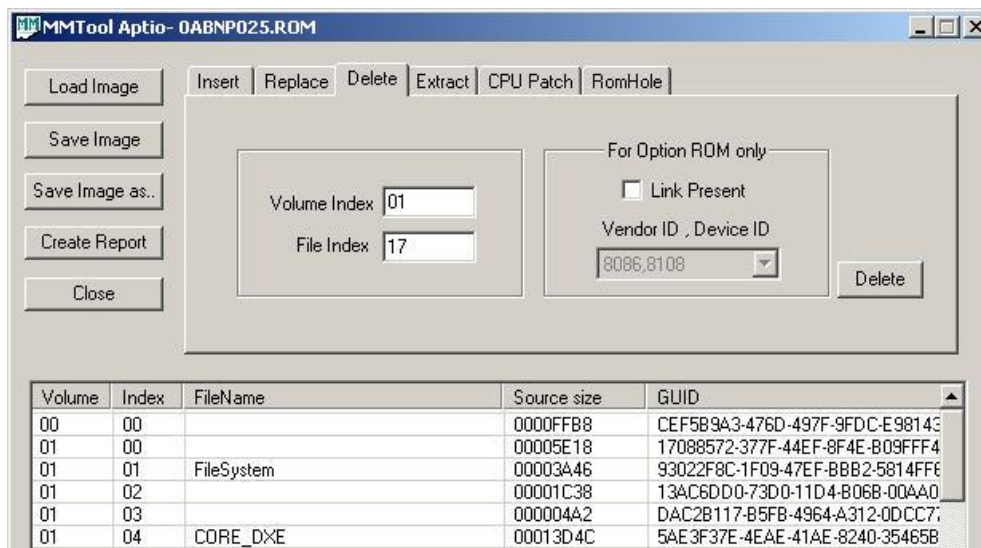 MMTool Aptio- 0ABNP025.ROM
Load Image
Save Image
Save Image as..
Create Report
Close
Insert Replace Delete Extract CPU Patch RomHole
Volume Index 01
File Index 17
For Option ROM only
Link Present
Vendor ID , Device ID
8086,8108
Delete
Volume Index FileName Source size GUID
00 00 0000FFB8 CEF5B9A3-476D-497F-9FDC-E98143
01 00 00005E18 17088572-377F-44EF-8F4E-B09FFF4
01 01 FileSystem 00003A46 93022F8C-1F09-47EF-BBB2-5814FF6
01 02 00001C38 13AC6DD0-73D0-11D4-B06B-00AA0
01 03 000004A2 DAC2B117-B5FB-4964-A312-0DCC77
01 04 CORE_DXE 00013D4C 5AE3F37E-4EAE-41AE-8240-35465B